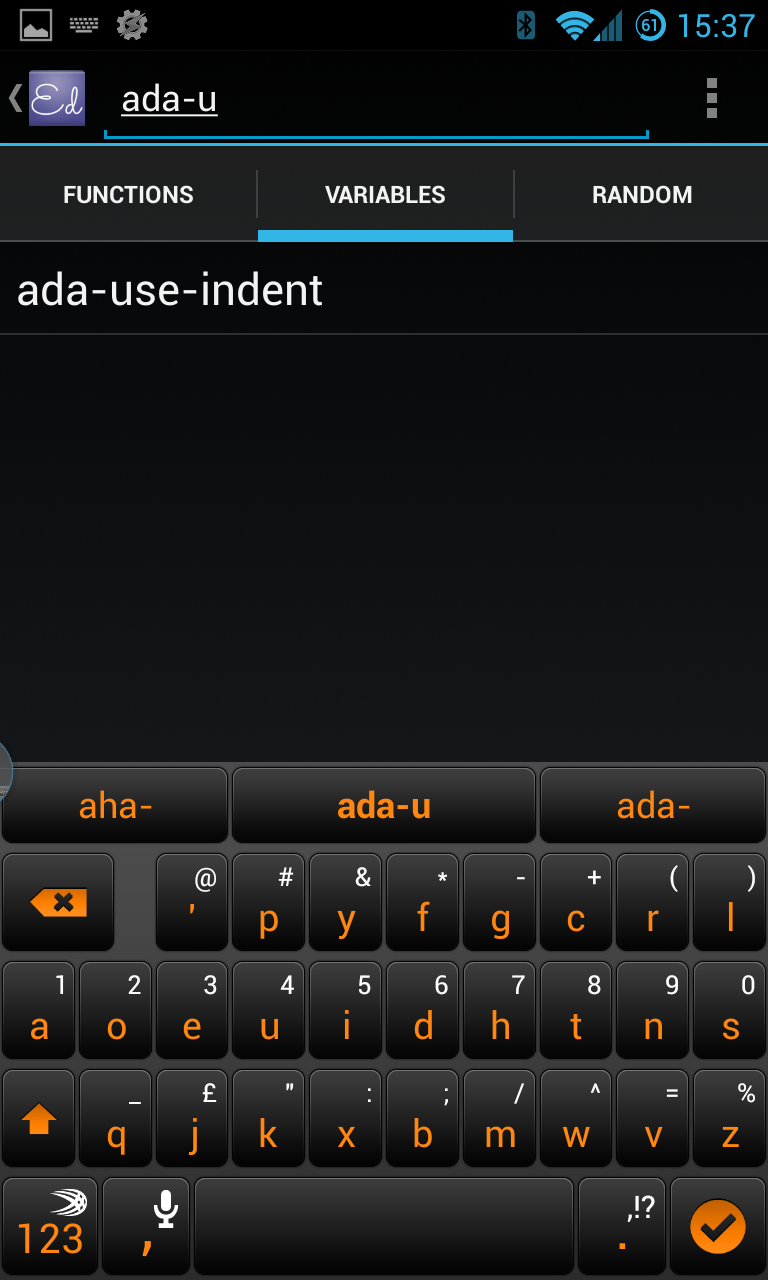 61 15:37
Ed ada-u
FUNCTIONS VARIABLES RANDOM
ada-use-indent
aha- ada-u ada-
@ # & * - + ( )
' p y f g c r l
1 2 3 4 5 6 7 8 9 0
a o e u i d h t n s
_ £ " : ; / ^ = %
q j k x b m w v z
,!?
123 , .